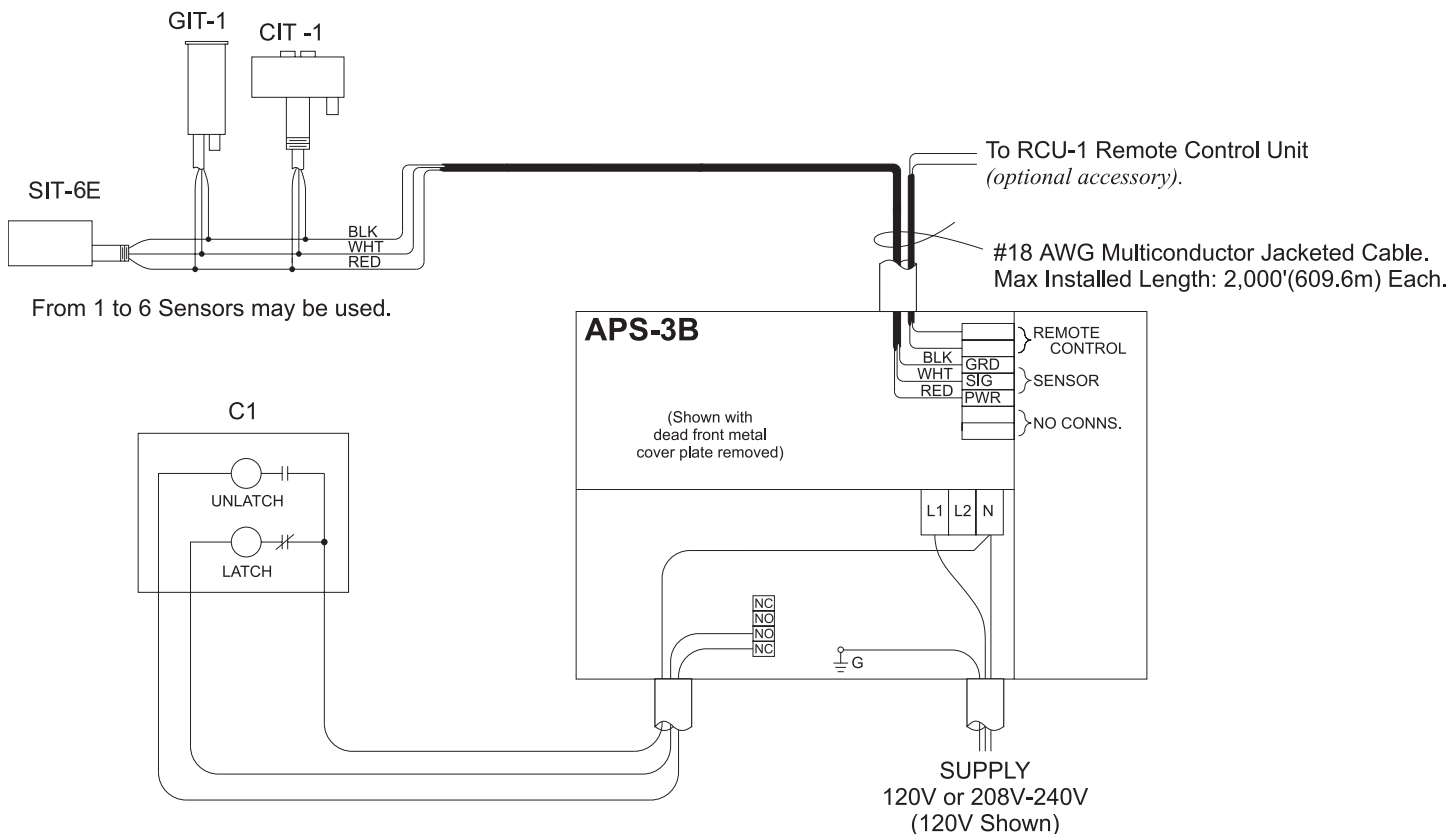 GIT-1
CIT -1
SIT-6E
BLK
WHT
RED
From 1 to 6 Sensors may be used.
To RCU-1 Remote Control Unit
(optional accessory).
#18 AWG Multiconductor Jacketed Cable.
Max Installed Length: 2,000'(609.6m) Each.
APS-3B
REMOTE
CONTROL
BLK
GRD
WHT
SIG
SENSOR
RED
PWR
NO CONNS.
(Shown with
dead front metal
cover plate removed)
C1
UNLATCH
LATCH
L1 L2 N
NC
NO
NO
NC
G
SUPPLY
120V or 208V-240V
(120V Shown)